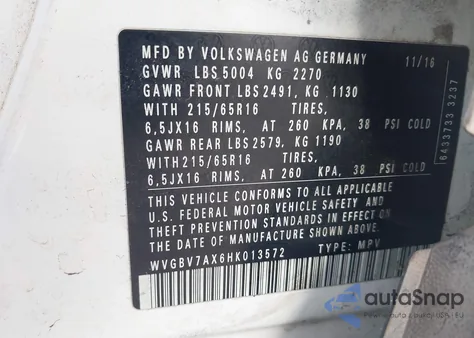 MFD BY VOLKSWAGEN AG GERMANY 11/16
GVWR LBS 5004 KG 2270
GAWR FRONT LBS 2491, KG 1130
WITH 215/65R16 TIRES,
6,5JX16 RIMS, AT 260 KPA, 38 PSI COLD
GAWR REAR LBS 2579, KG 1190
WITH 215/65R16 TIRES,
6,5JX16 RIMS, AT 260 KPA, 38 PSI COLD
THIS VEHICLE CONFORMS TO ALL APPLICABLE
U.S. FEDERAL MOTOR VEHICLE SAFETY AND
THEFT PREVENTION STANDARDS IN EFFECT ON
THE DATE OF MANUFACTURE SHOWN ABOVE.
WVGBV7AX6HK013572 TYPE: MPV
6433733 3237
autoSnap